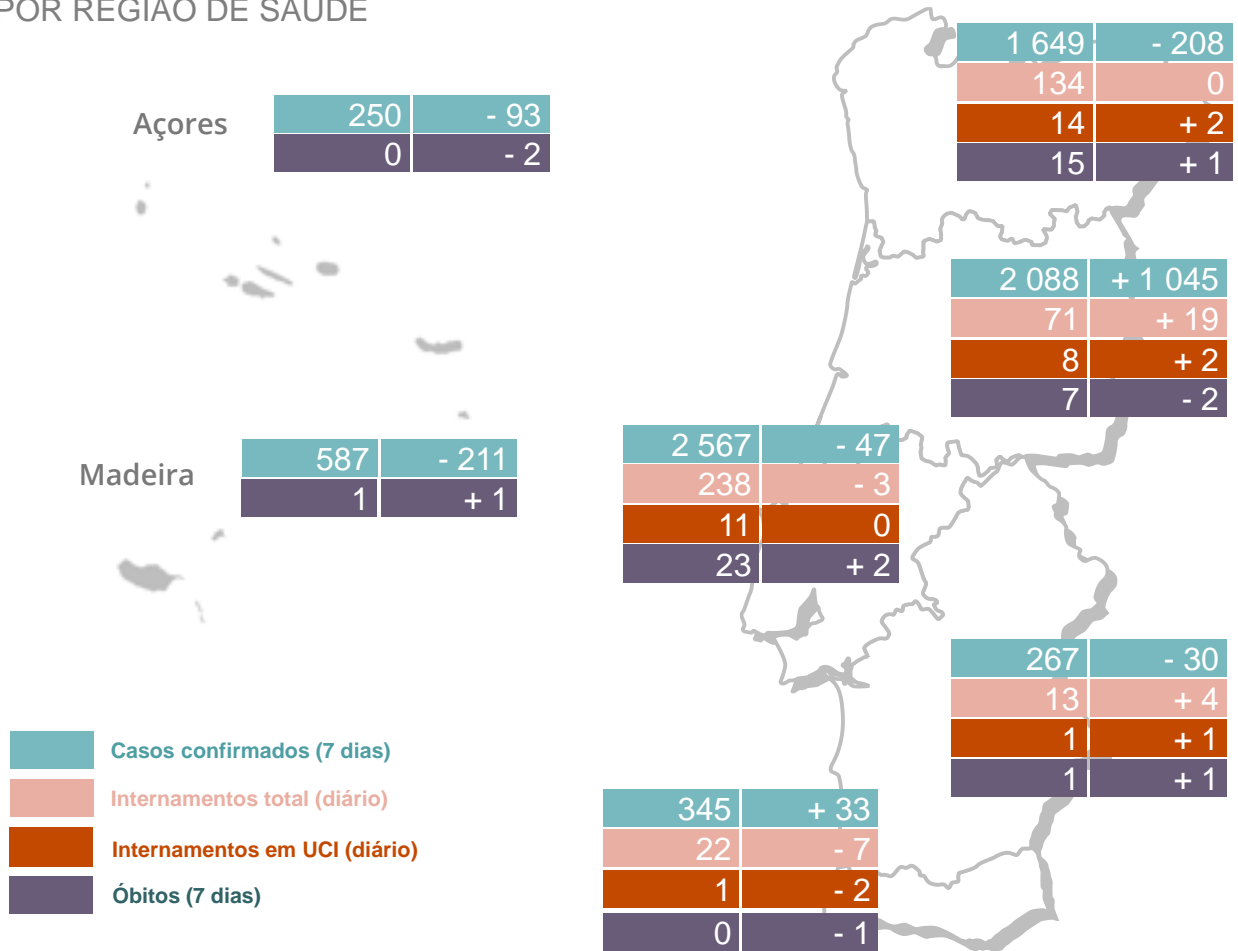 POR REGIÃO DE SAÚDE
Açores
250 - 93
0 - 2
Madeira
587 - 211
1 + 1
1 649 - 208
134 0
14 + 2
15 + 1
2 088 + 1 045
71 + 19
8 + 2
7 - 2
2 567 - 47
238 - 3
11 0
23 + 2
267 - 30
13 + 4
1 + 1
1 + 1
345 + 33
22 - 7
1 - 2
0 - 1
Casos confirmados (7 dias)
Internamentos total (diário)
Internamentos em UCI (diário)
Óbitos (7 dias)